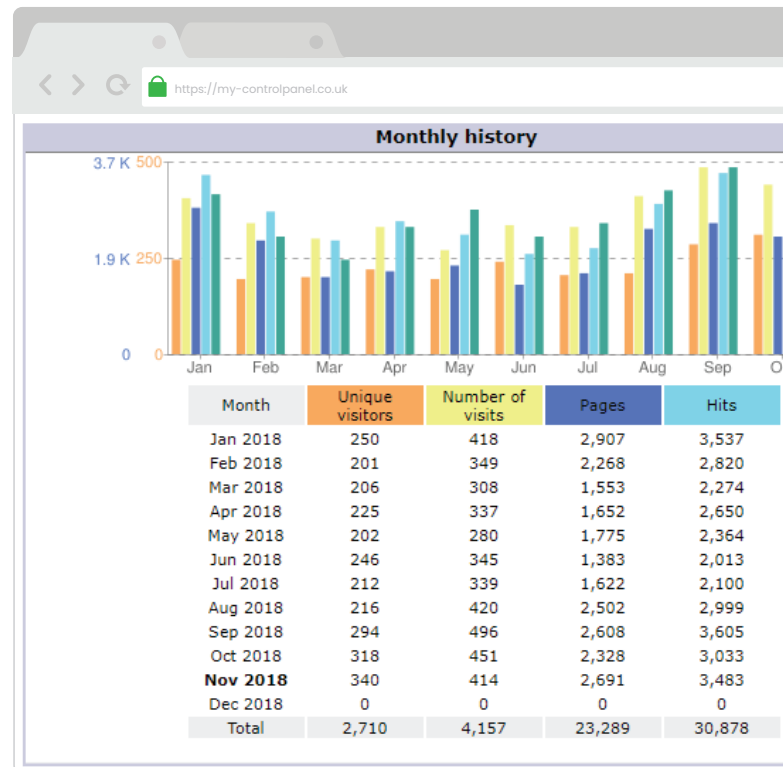 https://my-controlpanel.co.uk
Monthly history
3.7 K 500
1.9 K 250
0 0
Jan Feb Mar Apr May Jun Jul Aug Sep O
Month Unique visitors Number of visits Pages Hits
Jan 2018 250 418 2,907 3,537
Feb 2018 201 349 2,268 2,820
Mar 2018 206 308 1,553 2,274
Apr 2018 225 337 1,652 2,650
May 2018 202 280 1,775 2,364
Jun 2018 246 345 1,383 2,013
Jul 2018 212 339 1,622 2,100
Aug 2018 216 420 2,502 2,999
Sep 2018 294 496 2,608 3,605
Oct 2018 318 451 2,328 3,033
Nov 2018 340 414 2,691 3,483
Dec 2018 0 0 0 0
Total 2,710 4,157 23,289 30,878